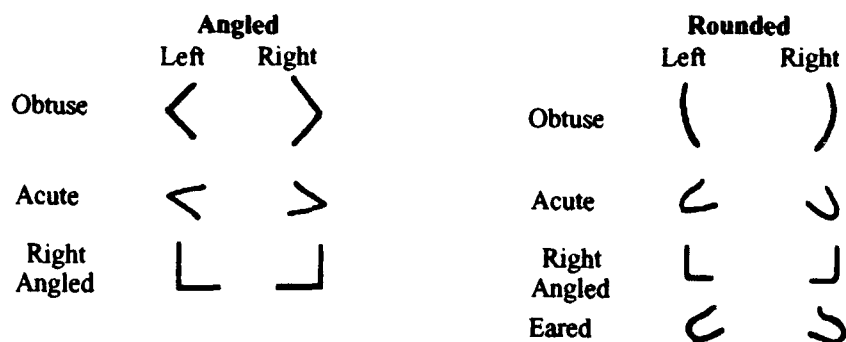 Angled
Left Right
Obtuse
Acute
Right
Angled
Rounded
Left Right
Obtuse
Acute
Right
Angled
Eared